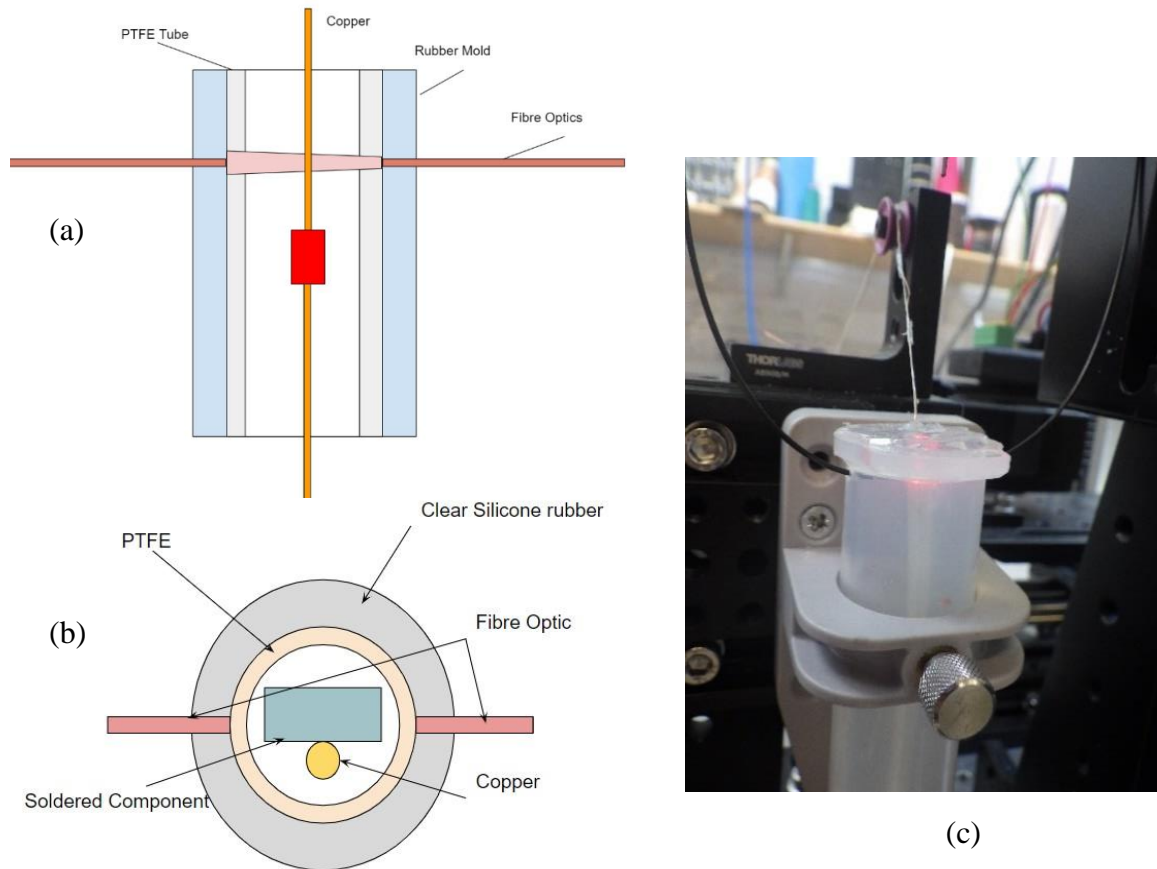 Copper
PTFE Tube
Rubber Mold
Fibre Optics
(a)
Clear Silicone rubber
PTFE
Fibre Optic
(b)
Copper
Soldered Component
THORLABS
(c)